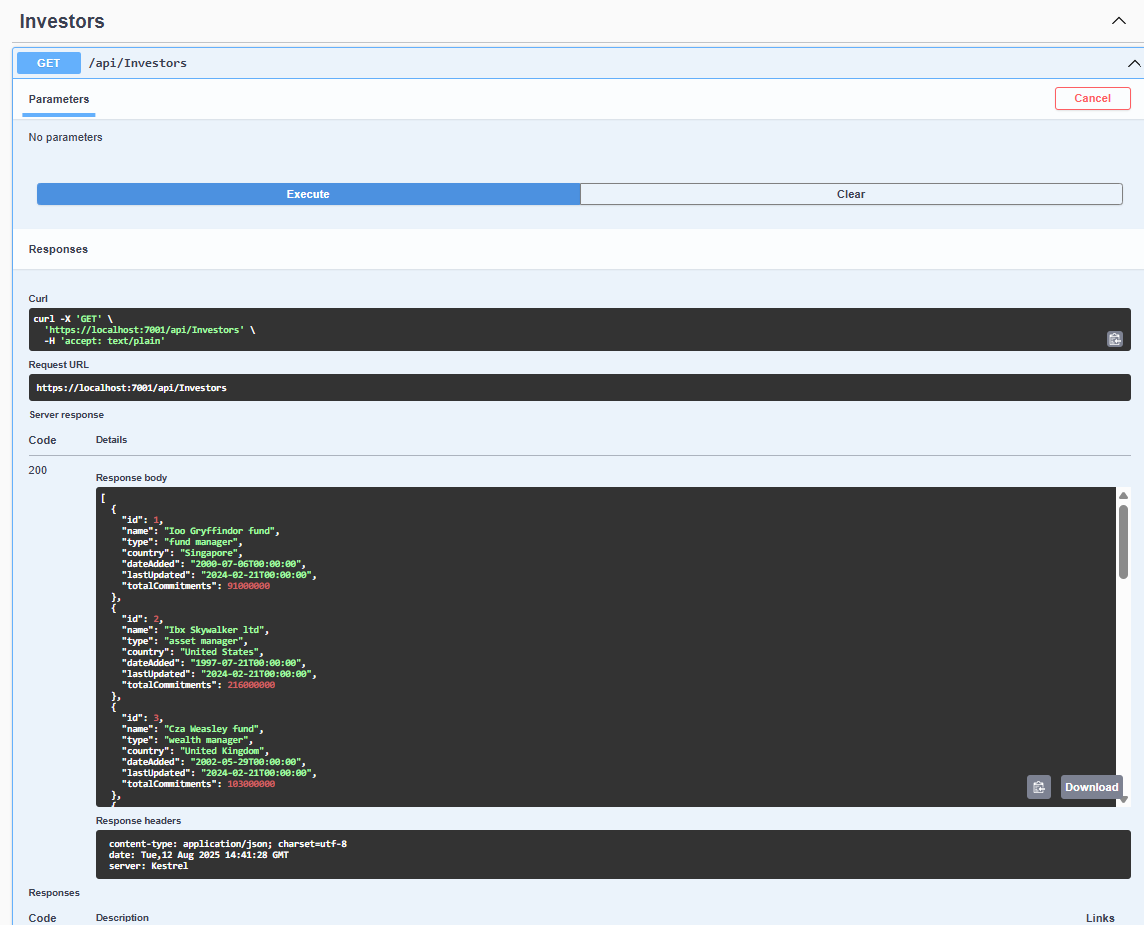 Investors
GET /api/Investors
Parameters
Cancel
No parameters
Execute
Clear
Responses
Curl
curl -X 'GET' \
'https://localhost:7001/api/Investors' \
-H 'accept: text/plain'
Request URL
https://localhost:7001/api/Investors
Server response
Code Details
200
Response body
[
{
"id": 1,
"name": "Ioo Gryffindor fund",
"type": "fund manager",
"country": "Singapore",
"dateAdded": "2000-07-06T00:00:00",
"lastUpdated": "2024-02-21T00:00:00",
"totalCommitments": 91000000
},
{
"id": 2,
"name": "Ibx Skywalker ltd",
"type": "asset manager",
"country": "United States",
"dateAdded": "1997-07-21T00:00:00",
"lastUpdated": "2024-02-21T00:00:00",
"totalCommitments": 216000000
},
{
"id": 3,
"name": "Cza Weasley fund",
"type": "wealth manager",
"country": "United Kingdom",
"dateAdded": "2002-05-29T00:00:00",
"lastUpdated": "2024-02-21T00:00:00",
"totalCommitments": 103000000
},
{
Download
Response headers
content-type: application/json; charset=utf-8
date: Tue,12 Aug 2025 14:41:28 GMT
server: Kestrel
Responses
Code Description Links